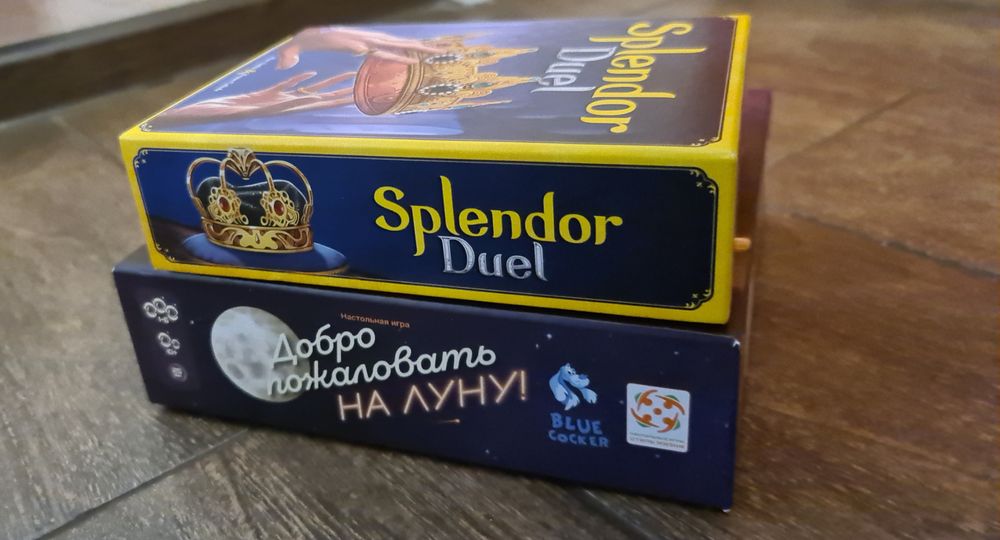 Splendor
Duel
Splendor
Duel
Настольная игра
Добро
пожаловать
НА ЛУНУ!
BLUE
COCKER